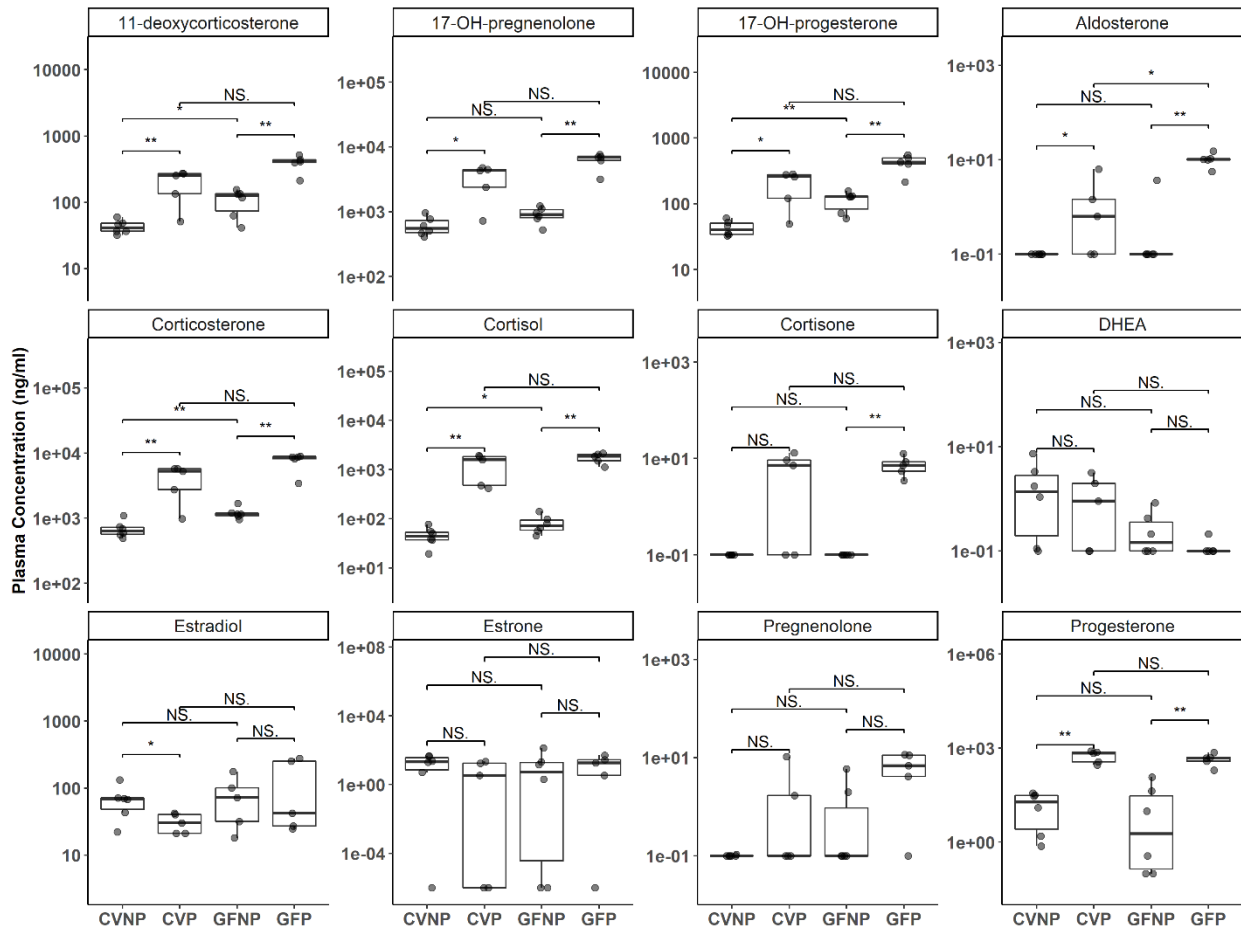 11-deoxycorticosterone
17-OH-pregnenolone
17-OH-progesterone
Aldosterone
10000
1000
100
10
NS.
*
**
**
1e+05
1e+04
1e+03
1e+02
NS.
NS.
*
**
10000
1000
100
10
NS.
**
*
**
1e+03
1e+01
1e-01
*
NS.
*
**
Plasma Concentration (ng/ml)
Corticosterone
Cortisol
Cortisone
DHEA
1e+05
1e+04
1e+03
1e+02
NS.
**
**
**
1e+05
1e+04
1e+03
1e+02
1e+01
NS.
*
**
**
1e+03
1e+01
1e-01
NS.
NS.
NS.
**
1e+03
1e+01
1e-01
NS.
NS.
NS.
NS.
Estradiol
Estrone
Pregnenolone
Progesterone
10000
1000
100
10
NS.
NS.
*
NS.
1e+08
1e+04
1e+00
1e-04
NS.
NS.
NS.
NS.
1e+03
1e+01
1e-01
NS.
NS.
NS.
NS.
1e+06
1e+03
1e+00
NS.
NS.
**
**
CVNP CVP GFNP GFP
CVNP CVP GFNP GFP
CVNP CVP GFNP GFP
CVNP CVP GFNP GFP